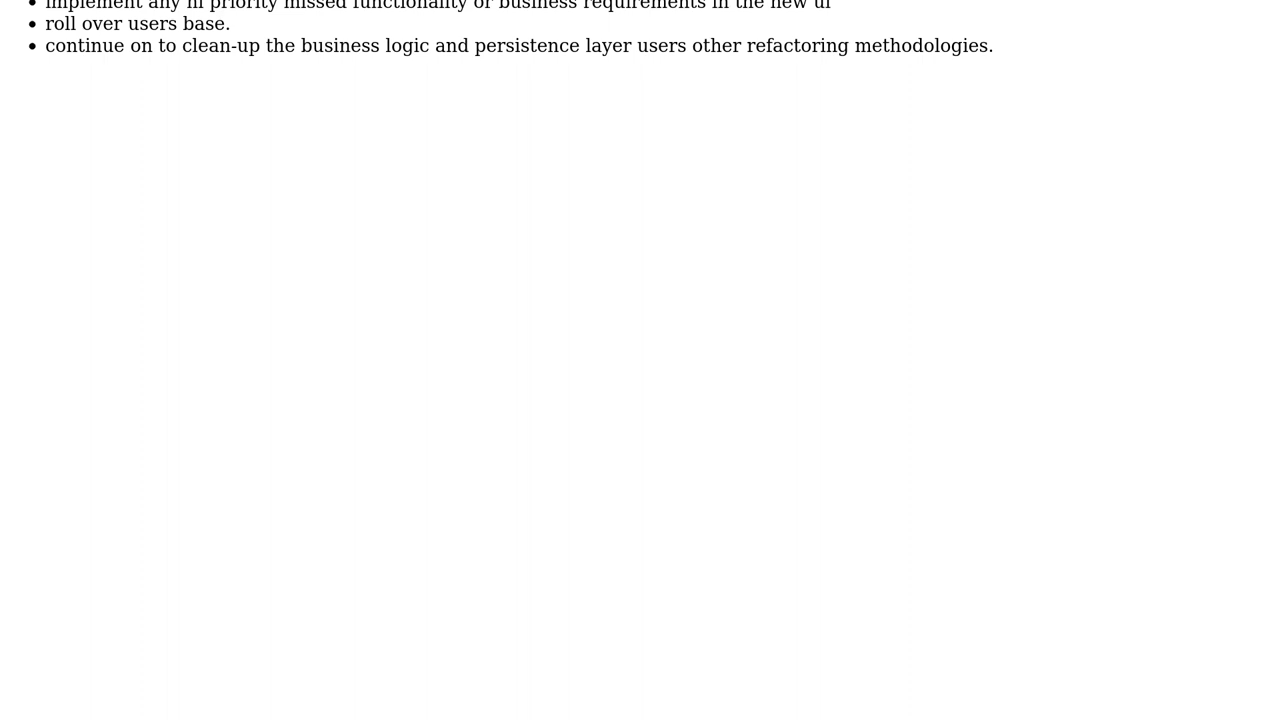 • implement any hi priority missed functionality or business requirements in the new ui
• roll over users base.
• continue on to clean-up the business logic and persistence layer users other refactoring methodologies.